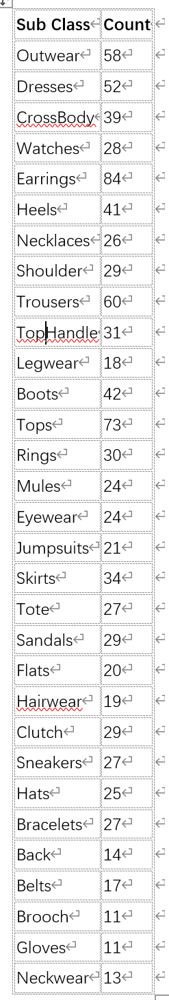 Sub Class Count
Outwear 58
Dresses 52
CrossBody 39
Watches 28
Earrings 84
Heels 41
Necklaces 26
Shoulder 29
Trousers 60
TopHandle 31
Legwear 18
Boots 42
Tops 73
Rings 30
Mules 24
Eyewear 24
Jumpsuits 21
Skirts 34
Tote 27
Sandals 29
Flats 20
Hairwear 19
Clutch 29
Sneakers 27
Hats 25
Bracelets 27
Back 14
Belts 17
Brooch 11
Gloves 11
Neckwear 13